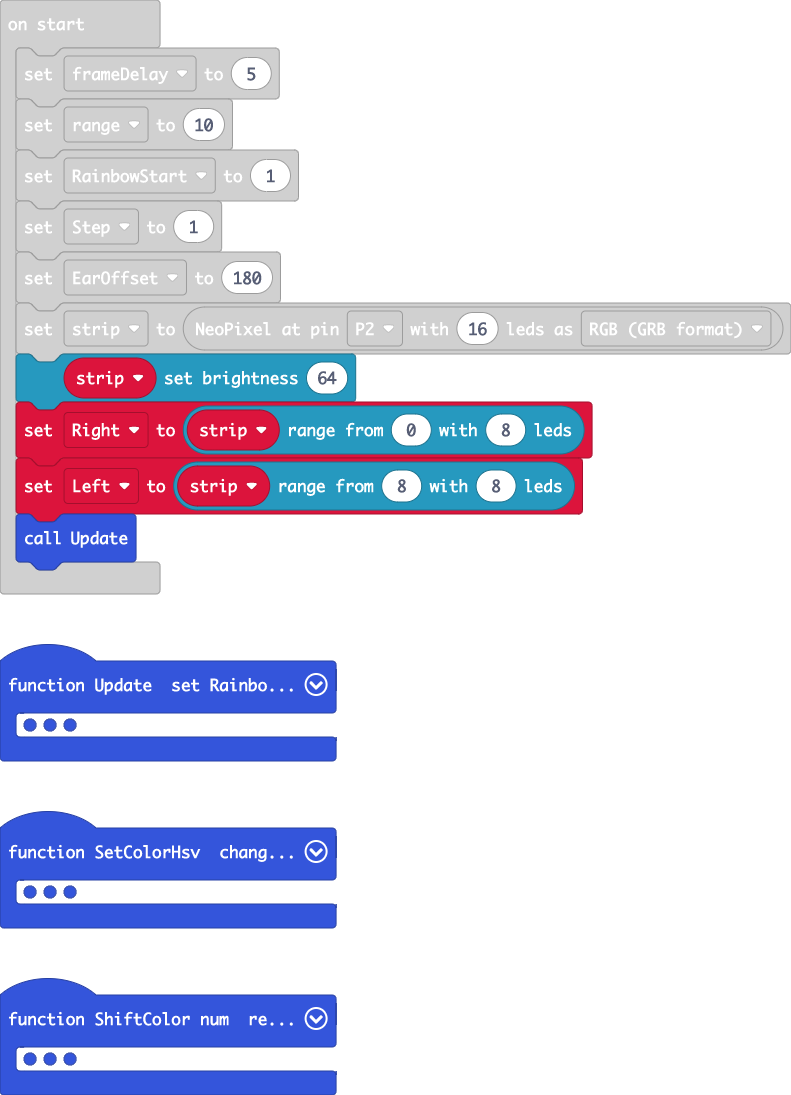 on start
set frameDelay to 5
set range to 10
set RainbowStart to 1
set Step to 1
set EarOffset to 180
set strip to NeoPixel at pin P2 with 16 leds as RGB (GRB format)
strip set brightness 64
set Right to strip range from 0 with 8 leds
set Left to strip range from 8 with 8 leds
call Update
function Update set Rainbo...
function SetColorHsv chang...
function ShiftColor num re...